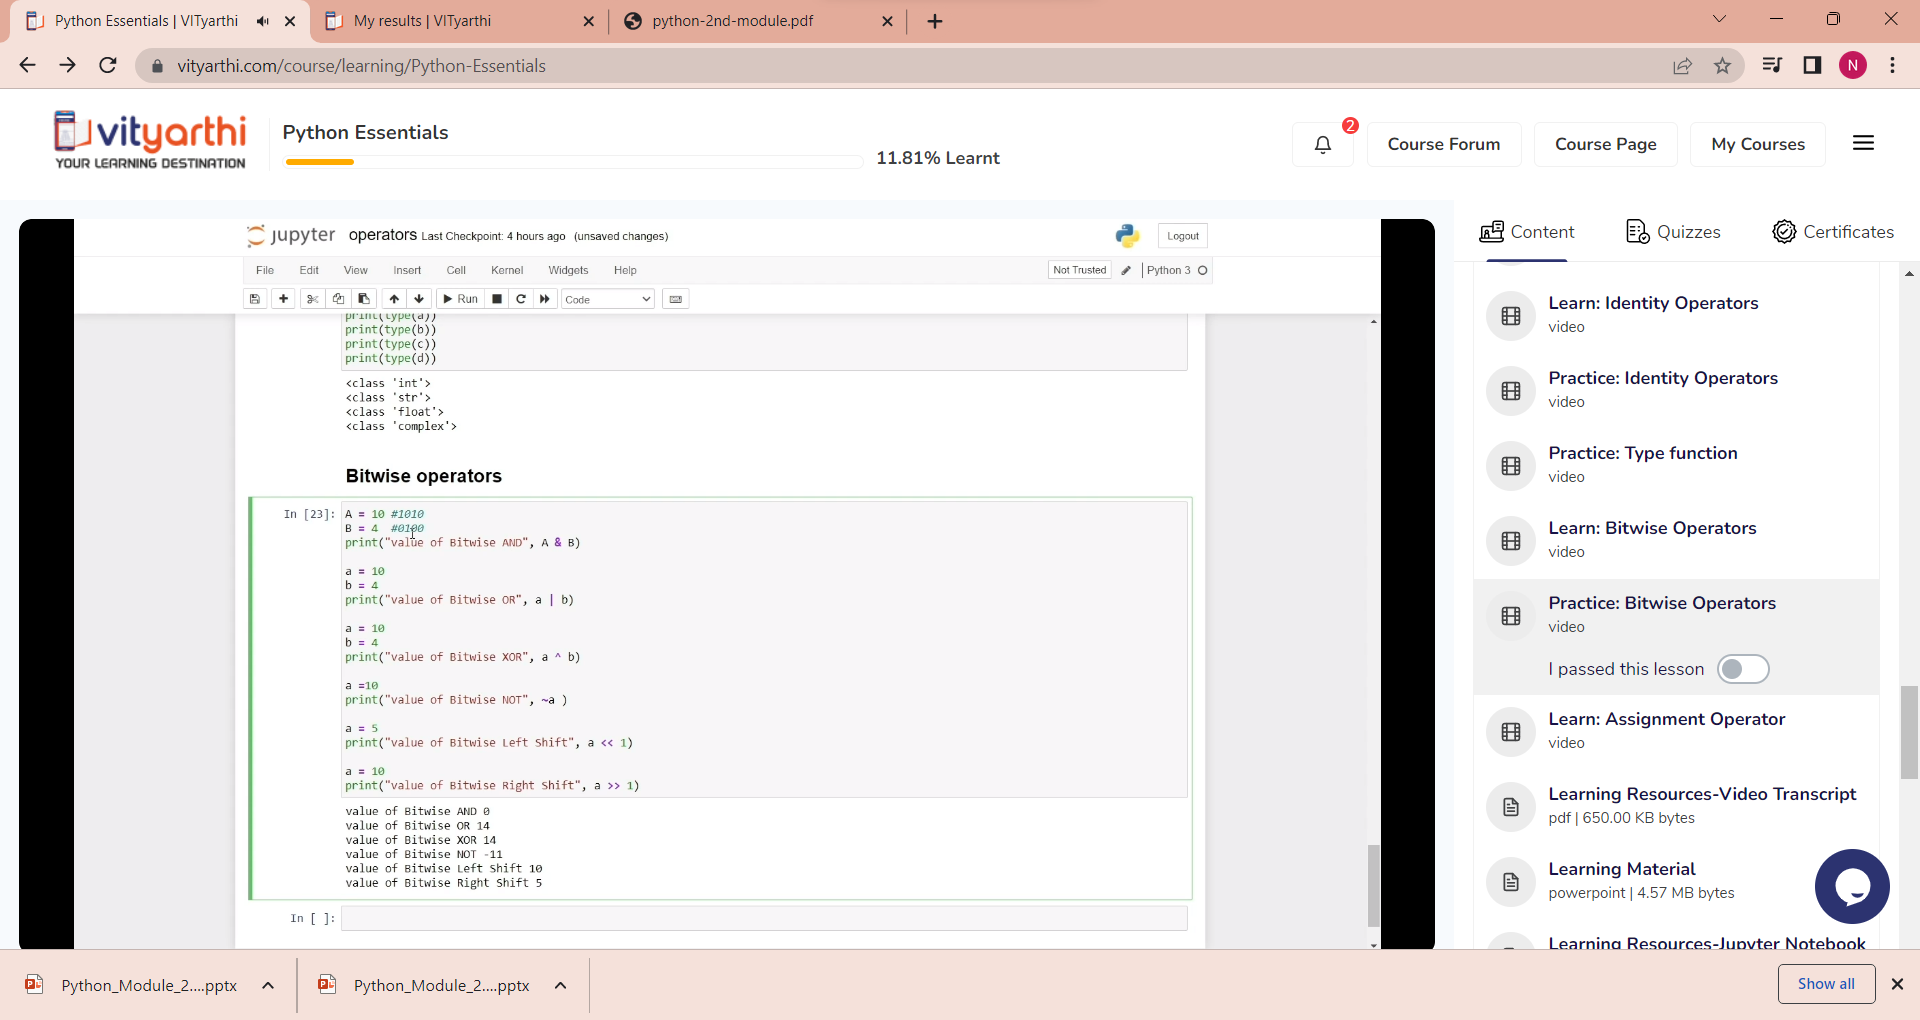 Python Essentials | VITyarthi
My results | VITyarthi
python-2nd-module.pdf
vityarthi.com/course/learning/Python-Essentials
N
vityarthi
YOUR LEARNING DESTINATION
Python Essentials
11.81% Learnt
2
Course Forum
Course Page
My Courses
jupyter operators Last Checkpoint: 4 hours ago (unsaved changes)
Logout
File Edit View Insert Cell Kernel Widgets Help
Not Trusted
Python 3
Run
Code
print(type(a))
print(type(b))
print(type(c))
print(type(d))
<class 'int'>
<class 'str'>
<class 'float'>
<class 'complex'>
Bitwise operators
In [23]: A = 10 #1010
B = 4 #0100
print("value of Bitwise AND", A & B)
a = 10
b = 4
print("value of Bitwise OR", a | b)
a = 10
b = 4
print("value of Bitwise XOR", a ^ b)
a =10
print("value of Bitwise NOT", ~a )
a = 5
print("value of Bitwise Left Shift", a << 1)
a = 10
print("value of Bitwise Right Shift", a >> 1)
value of Bitwise AND 0
value of Bitwise OR 14
value of Bitwise XOR 14
value of Bitwise NOT -11
value of Bitwise Left Shift 10
value of Bitwise Right Shift 5
In [ ]:
Content
Quizzes
Certificates
Learn: Identity Operators
video
Practice: Identity Operators
video
Practice: Type function
video
Learn: Bitwise Operators
video
Practice: Bitwise Operators
video
I passed this lesson
Learn: Assignment Operator
video
Learning Resources-Video Transcript
pdf | 650.00 KB bytes
Learning Material
powerpoint | 4.57 MB bytes
Learning Resources-Jupyter Notebook
Python_Module_2....pptx
Python_Module_2....pptx
Show all